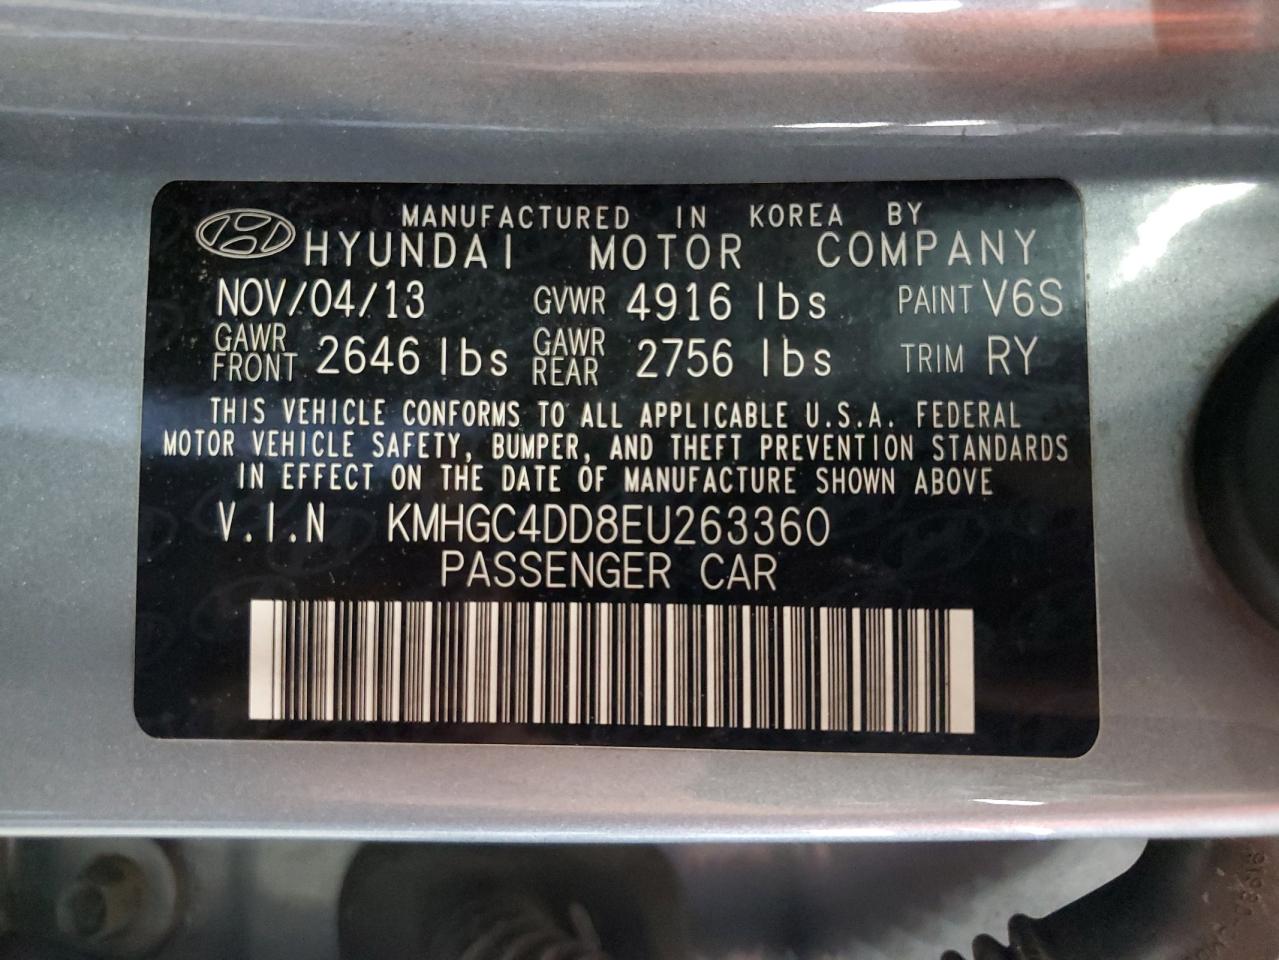 MANUFACTURED IN KOREA BY
HYUNDAI MOTOR COMPANY
NOV/04/13 GVWR 4916 lbs PAINT V6S
GAWR FRONT 2646 lbs GAWR REAR 2756 lbs TRIM RY
THIS VEHICLE CONFORMS TO ALL APPLICABLE U.S.A. FEDERAL
MOTOR VEHICLE SAFETY, BUMPER, AND THEFT PREVENTION STANDARDS
IN EFFECT ON THE DATE OF MANUFACTURE SHOWN ABOVE
V.I.N KMHGC4DD8EU263360
PASSENGER CAR